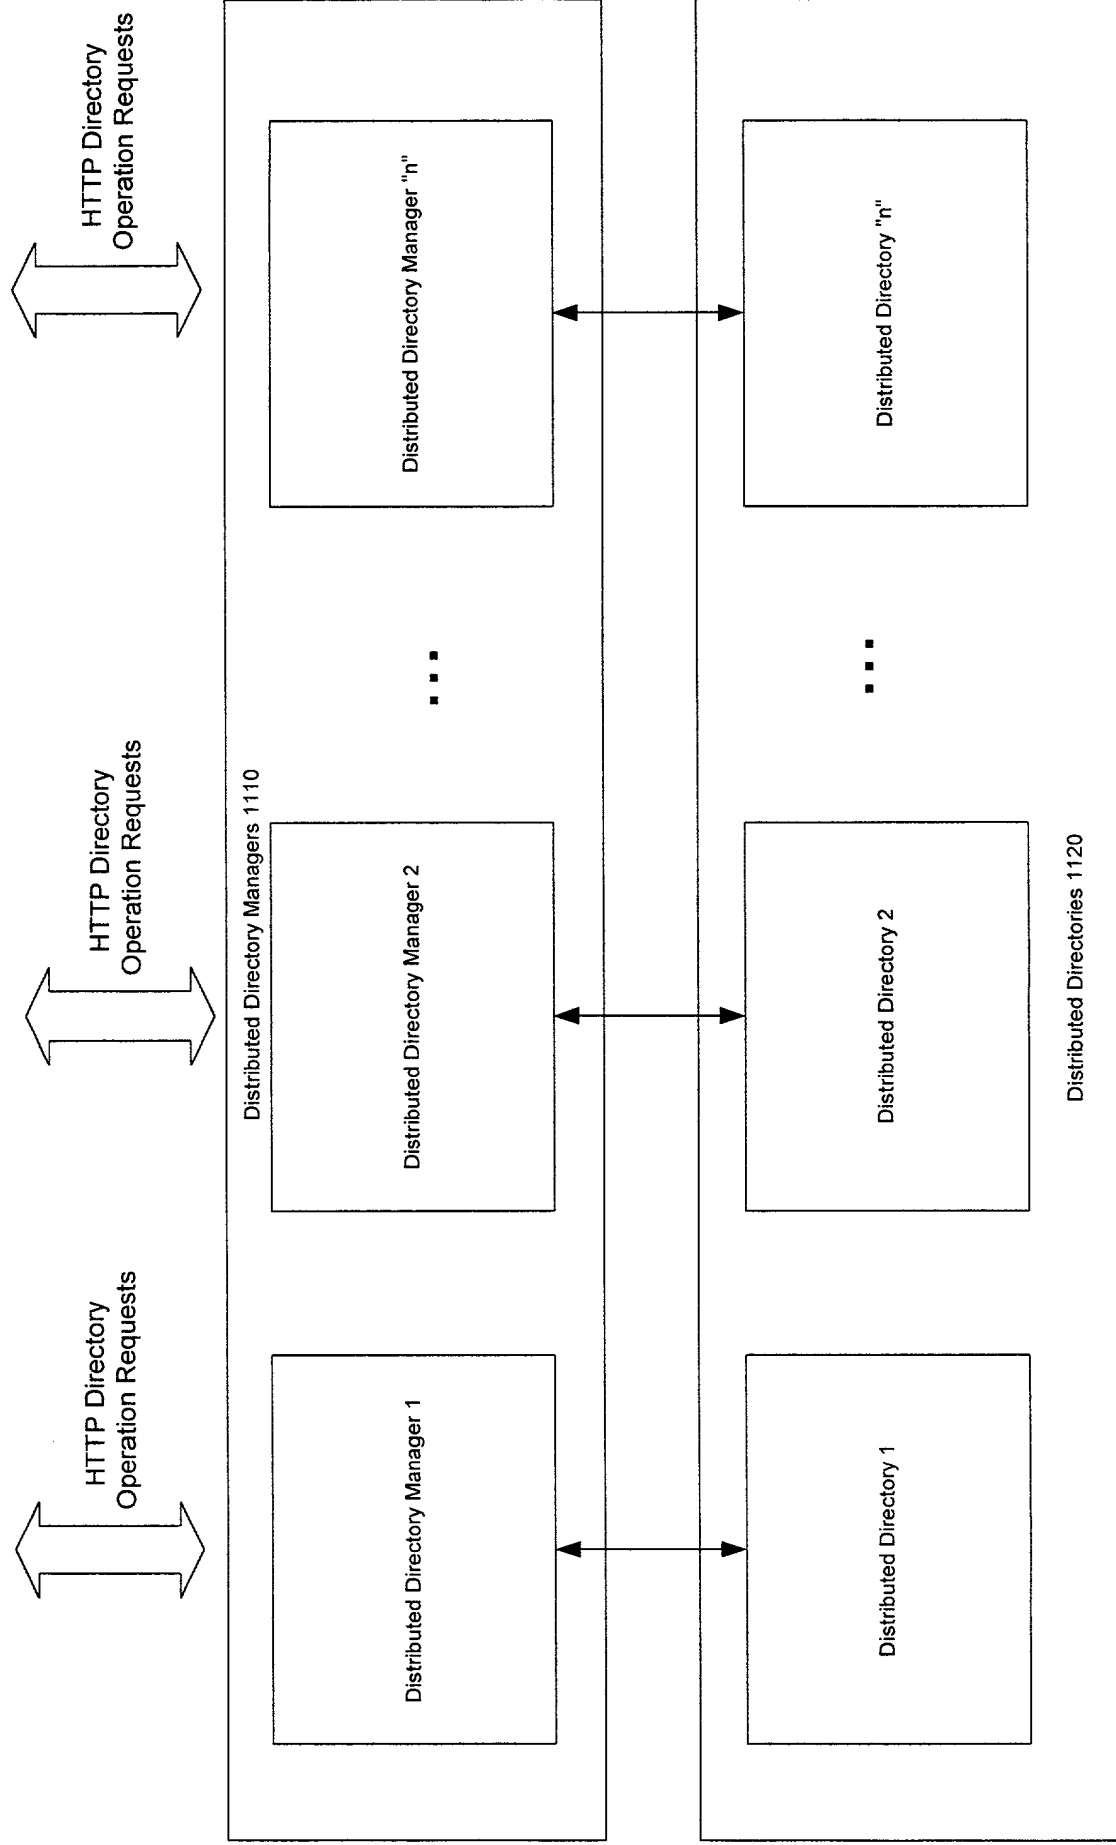 HTTP Directory
Operation Requests
HTTP Directory
Operation Requests
HTTP Directory
Operation Requests
Distributed Directory Managers 1110
Distributed Directory Manager 1
Distributed Directory Manager 2
...
Distributed Directory Manager "n"
Distributed Directory 1
Distributed Directory 2
...
Distributed Directory "n"
Distributed Directories 1120